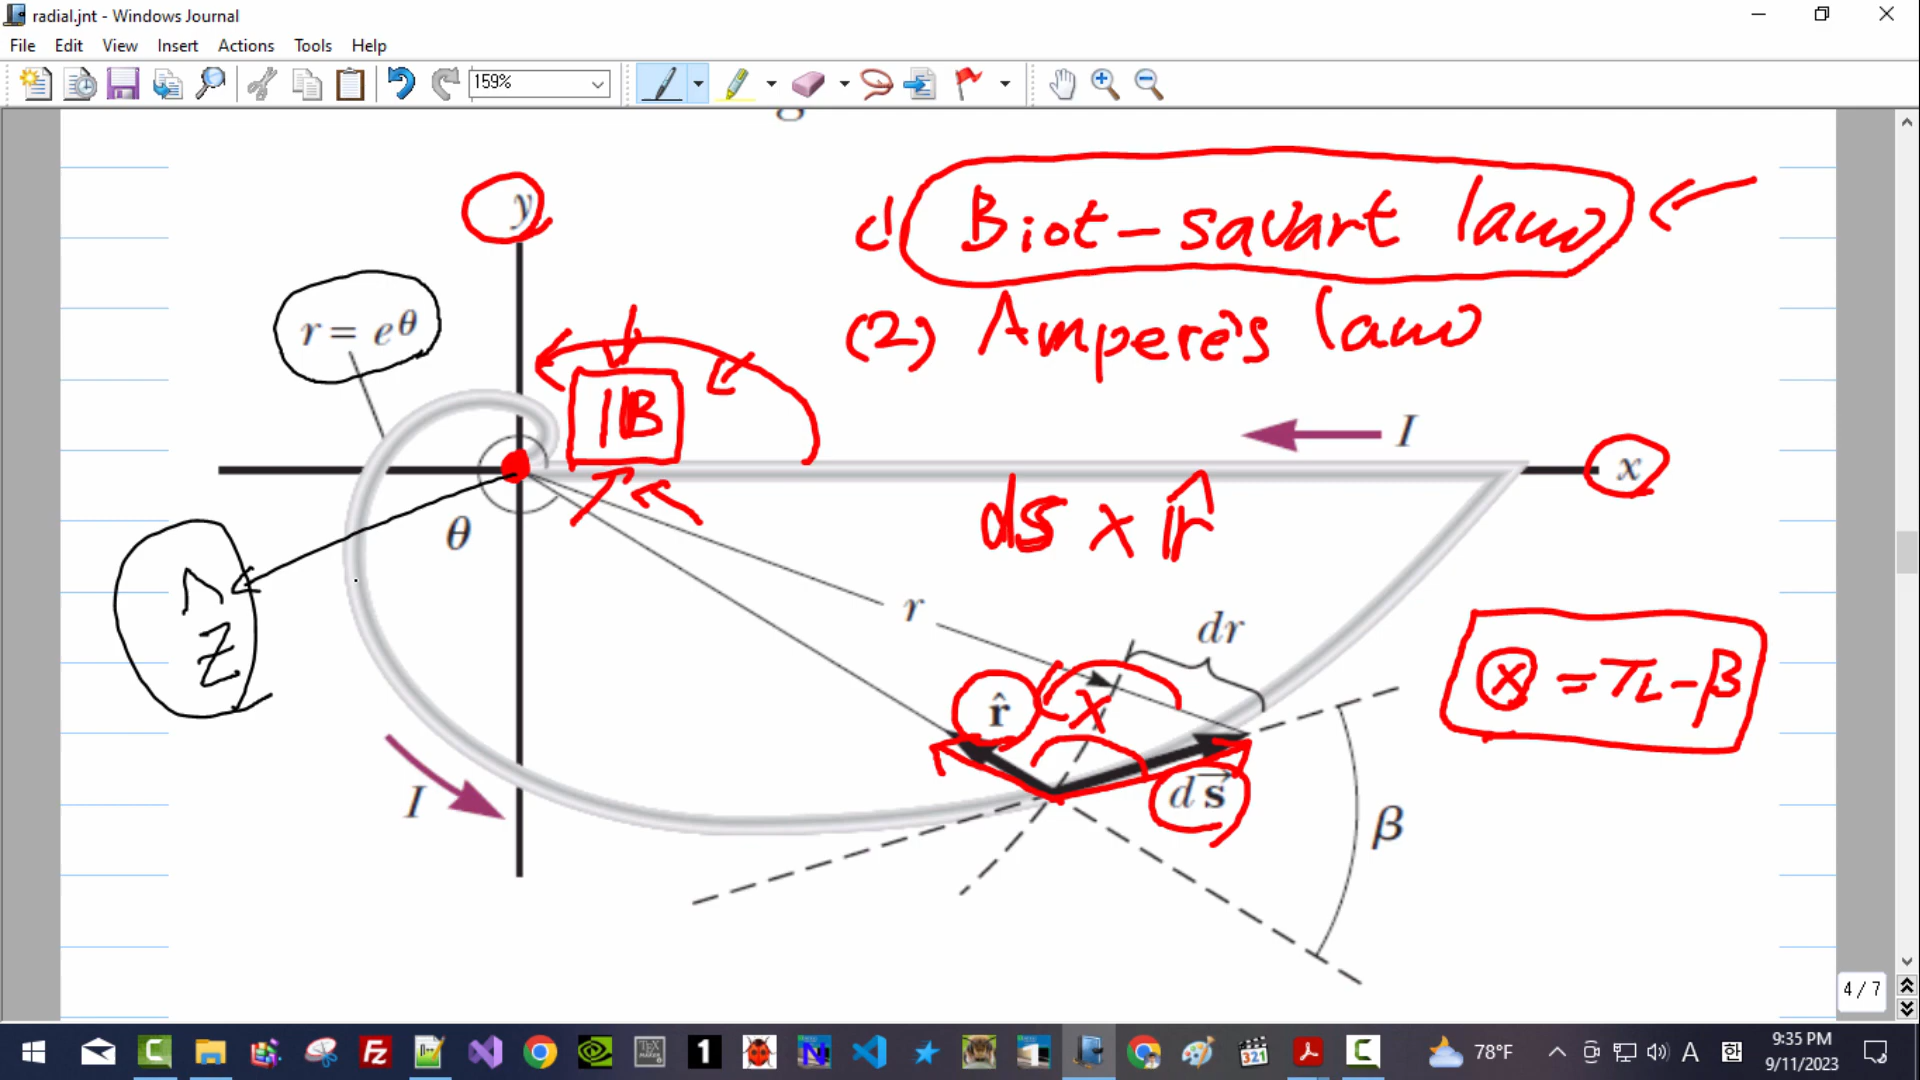 radial.jnt - Windows Journal
File Edit View Insert Actions Tools Help
159%
y
(1) Biot-savart law
r = e^θ
(2) Ampere's law
B
I
x
ds × r̂
θ
ẑ
r
dr
r̂
x
x = π - β
ds⃗
I
β
4 / 7
78°F
A
한
9:35 PM
9/11/2023